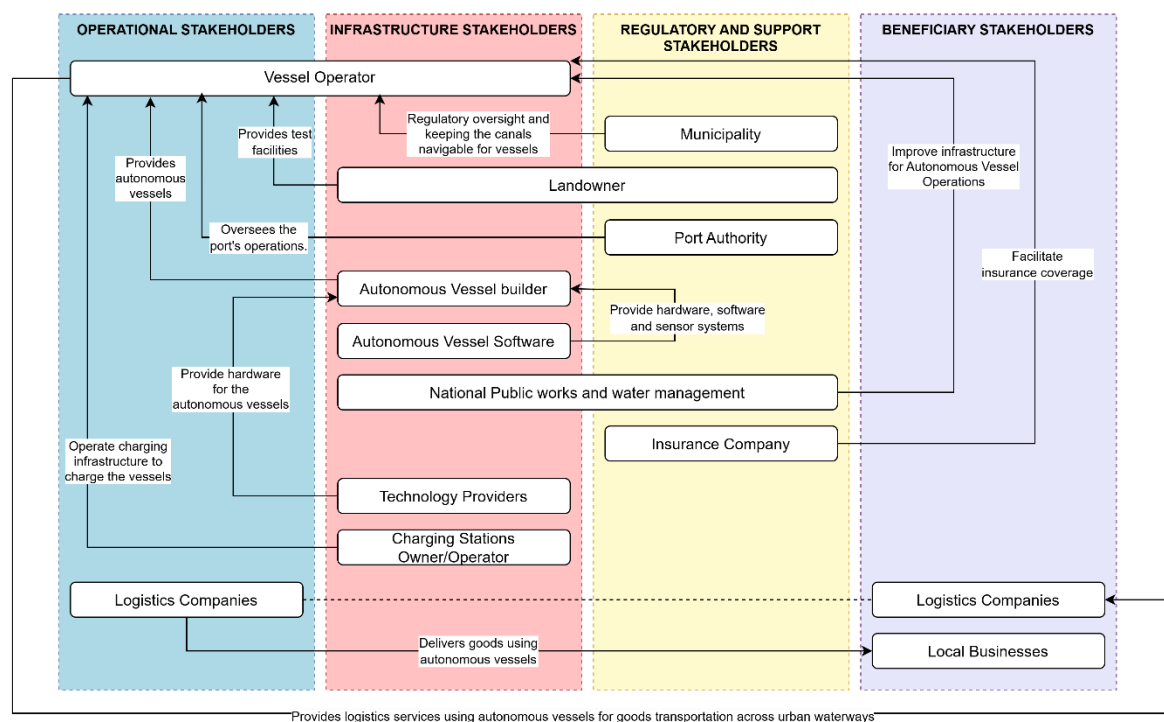 OPERATIONAL STAKEHOLDERS
INFRASTRUCTURE STAKEHOLDERS
REGULATORY AND SUPPORT
STAKEHOLDERS
BENEFICIARY STAKEHOLDERS
Vessel Operator
Provides test
facilities
Regulatory oversight and
keeping the canals
navigable for vessels
Municipality
Improve infrastructure
for Autonomous Vessel
Operations
Provides
autonomous
vessels
Landowner
Oversees the
port's operations.
Port Authority
Facilitate
insurance coverage
Autonomous Vessel builder
Provide hardware, software
and sensor systems
Autonomous Vessel Software
Provide hardware
for the
autonomous vessels
National Public works and water management
Insurance Company
Operate charging
infrastructure to
charge the vessels
Technology Providers
Charging Stations
Owner/Operator
Logistics Companies
Logistics Companies
Delivers goods using
autonomous vessels
Local Businesses
Provides logistics services using autonomous vessels for goods transportation across urban waterways